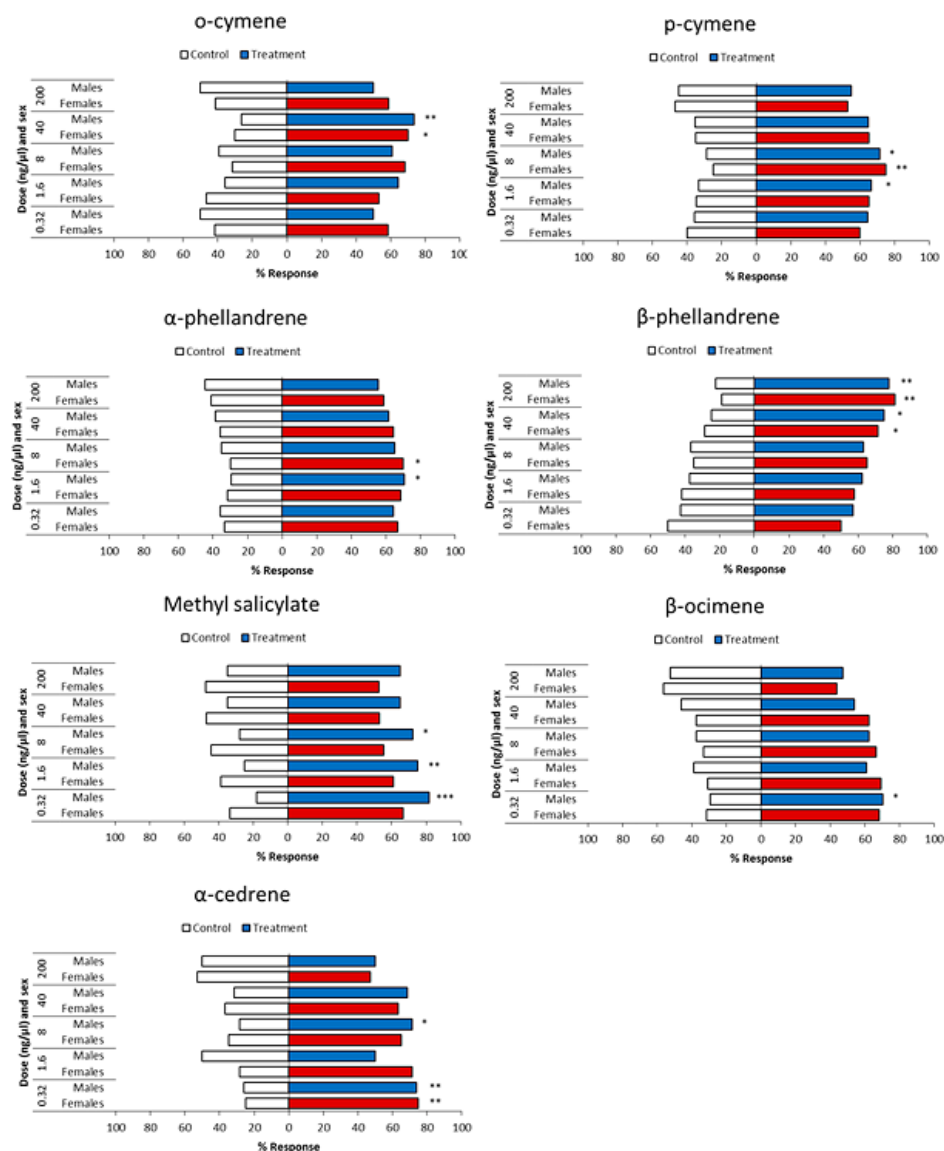 o-cymene
Control Treatment
Dose (ng/µl) and sex
200 Males
Females
40 Males
Females
8 Males
Females
1.6 Males
Females
0.32 Males
Females
**
*
100 80 60 40 20 0 20 40 60 80 100
% Response
p-cymene
Control Treatment
Dose (ng/µl) and sex
200 Males
Females
40 Males
Females
8 Males
Females
1.6 Males
Females
0.32 Males
Females
*
**
*
100 80 60 40 20 0 20 40 60 80 100
% Response
α-phellandrene
Control Treatment
Dose (ng/µl) and sex
200 Males
Females
40 Males
Females
8 Males
Females
1.6 Males
Females
0.32 Males
Females
*
*
100 80 60 40 20 0 20 40 60 80 100
% Response
β-phellandrene
Control Treatment
Dose (ng/µl) and sex
200 Males
Females
40 Males
Females
8 Males
Females
1.6 Males
Females
0.32 Males
Females
**
**
*
*
100 80 60 40 20 0 20 40 60 80 100
% Response
Methyl salicylate
Control Treatment
Dose (ng/µl) and sex
200 Males
Females
40 Males
Females
8 Males
Females
1.6 Males
Females
0.32 Males
Females
*
**
***
100 80 60 40 20 0 20 40 60 80 100
% Response
β-ocimene
Control Treatment
Dose (ng/µl) and sex
200 Males
Females
40 Males
Females
8 Males
Females
1.6 Males
Females
0.32 Males
Females
*
100 80 60 40 20 0 20 40 60 80 100
% Response
α-cedrene
Control Treatment
Dose (ng/µl) and sex
200 Males
Females
40 Males
Females
8 Males
Females
1.6 Males
Females
0.32 Males
Females
*
**
**
100 80 60 40 20 0 20 40 60 80 100
% Response